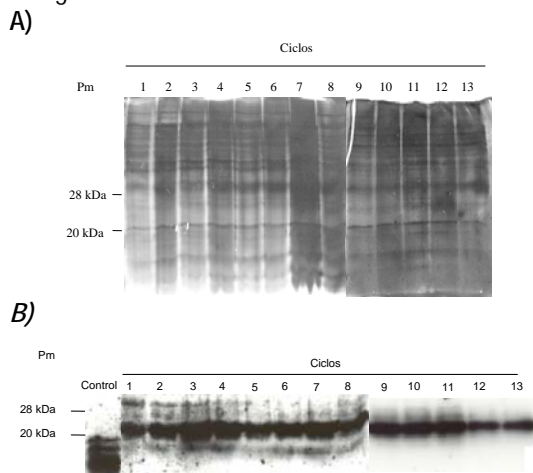 A)
Ciclos
Pm 1 2 3 4 5 6 7 8 9 10 11 12 13
28 kDa
20 kDa
B)
Pm
Ciclos
Control 1 2 3 4 5 6 7 8 9 10 11 12 13
28 kDa
20 kDa